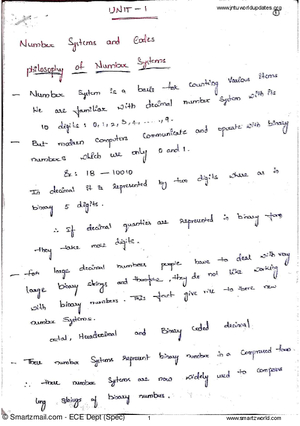 www.jntuworldupdates.org
UNIT - 1
Number Systems and Codes
philosophy of Number Systems
- Number System is a basis for counting Various Items
We are familiar with decimal number System with its
10 digits : 0, 1, 2, 3, 4, ...., 9.
- But modern computers communicate and operate with binary
numbers which use only 0 and 1.
Ex : 18 - 10010
In decimal it is represented by two digits where as in
binary 5 digits.
∴ If decimal quanties are represented in binary form
they take more digits.
- For large decimal numbers people have to deal with very
large binary strings and therefore, they do not like working
with binary numbers. This fact give rise to three new
number Systems.
octal, Hexadecimal and Binary coded decimal
- These number Systems represent binary number in a Compressed form
∴ these number Systems are now widely used to compress
long strings of binary numbers.
Smartzmail.com - ECE Dept (Spec)
1
www.smartzworld.com